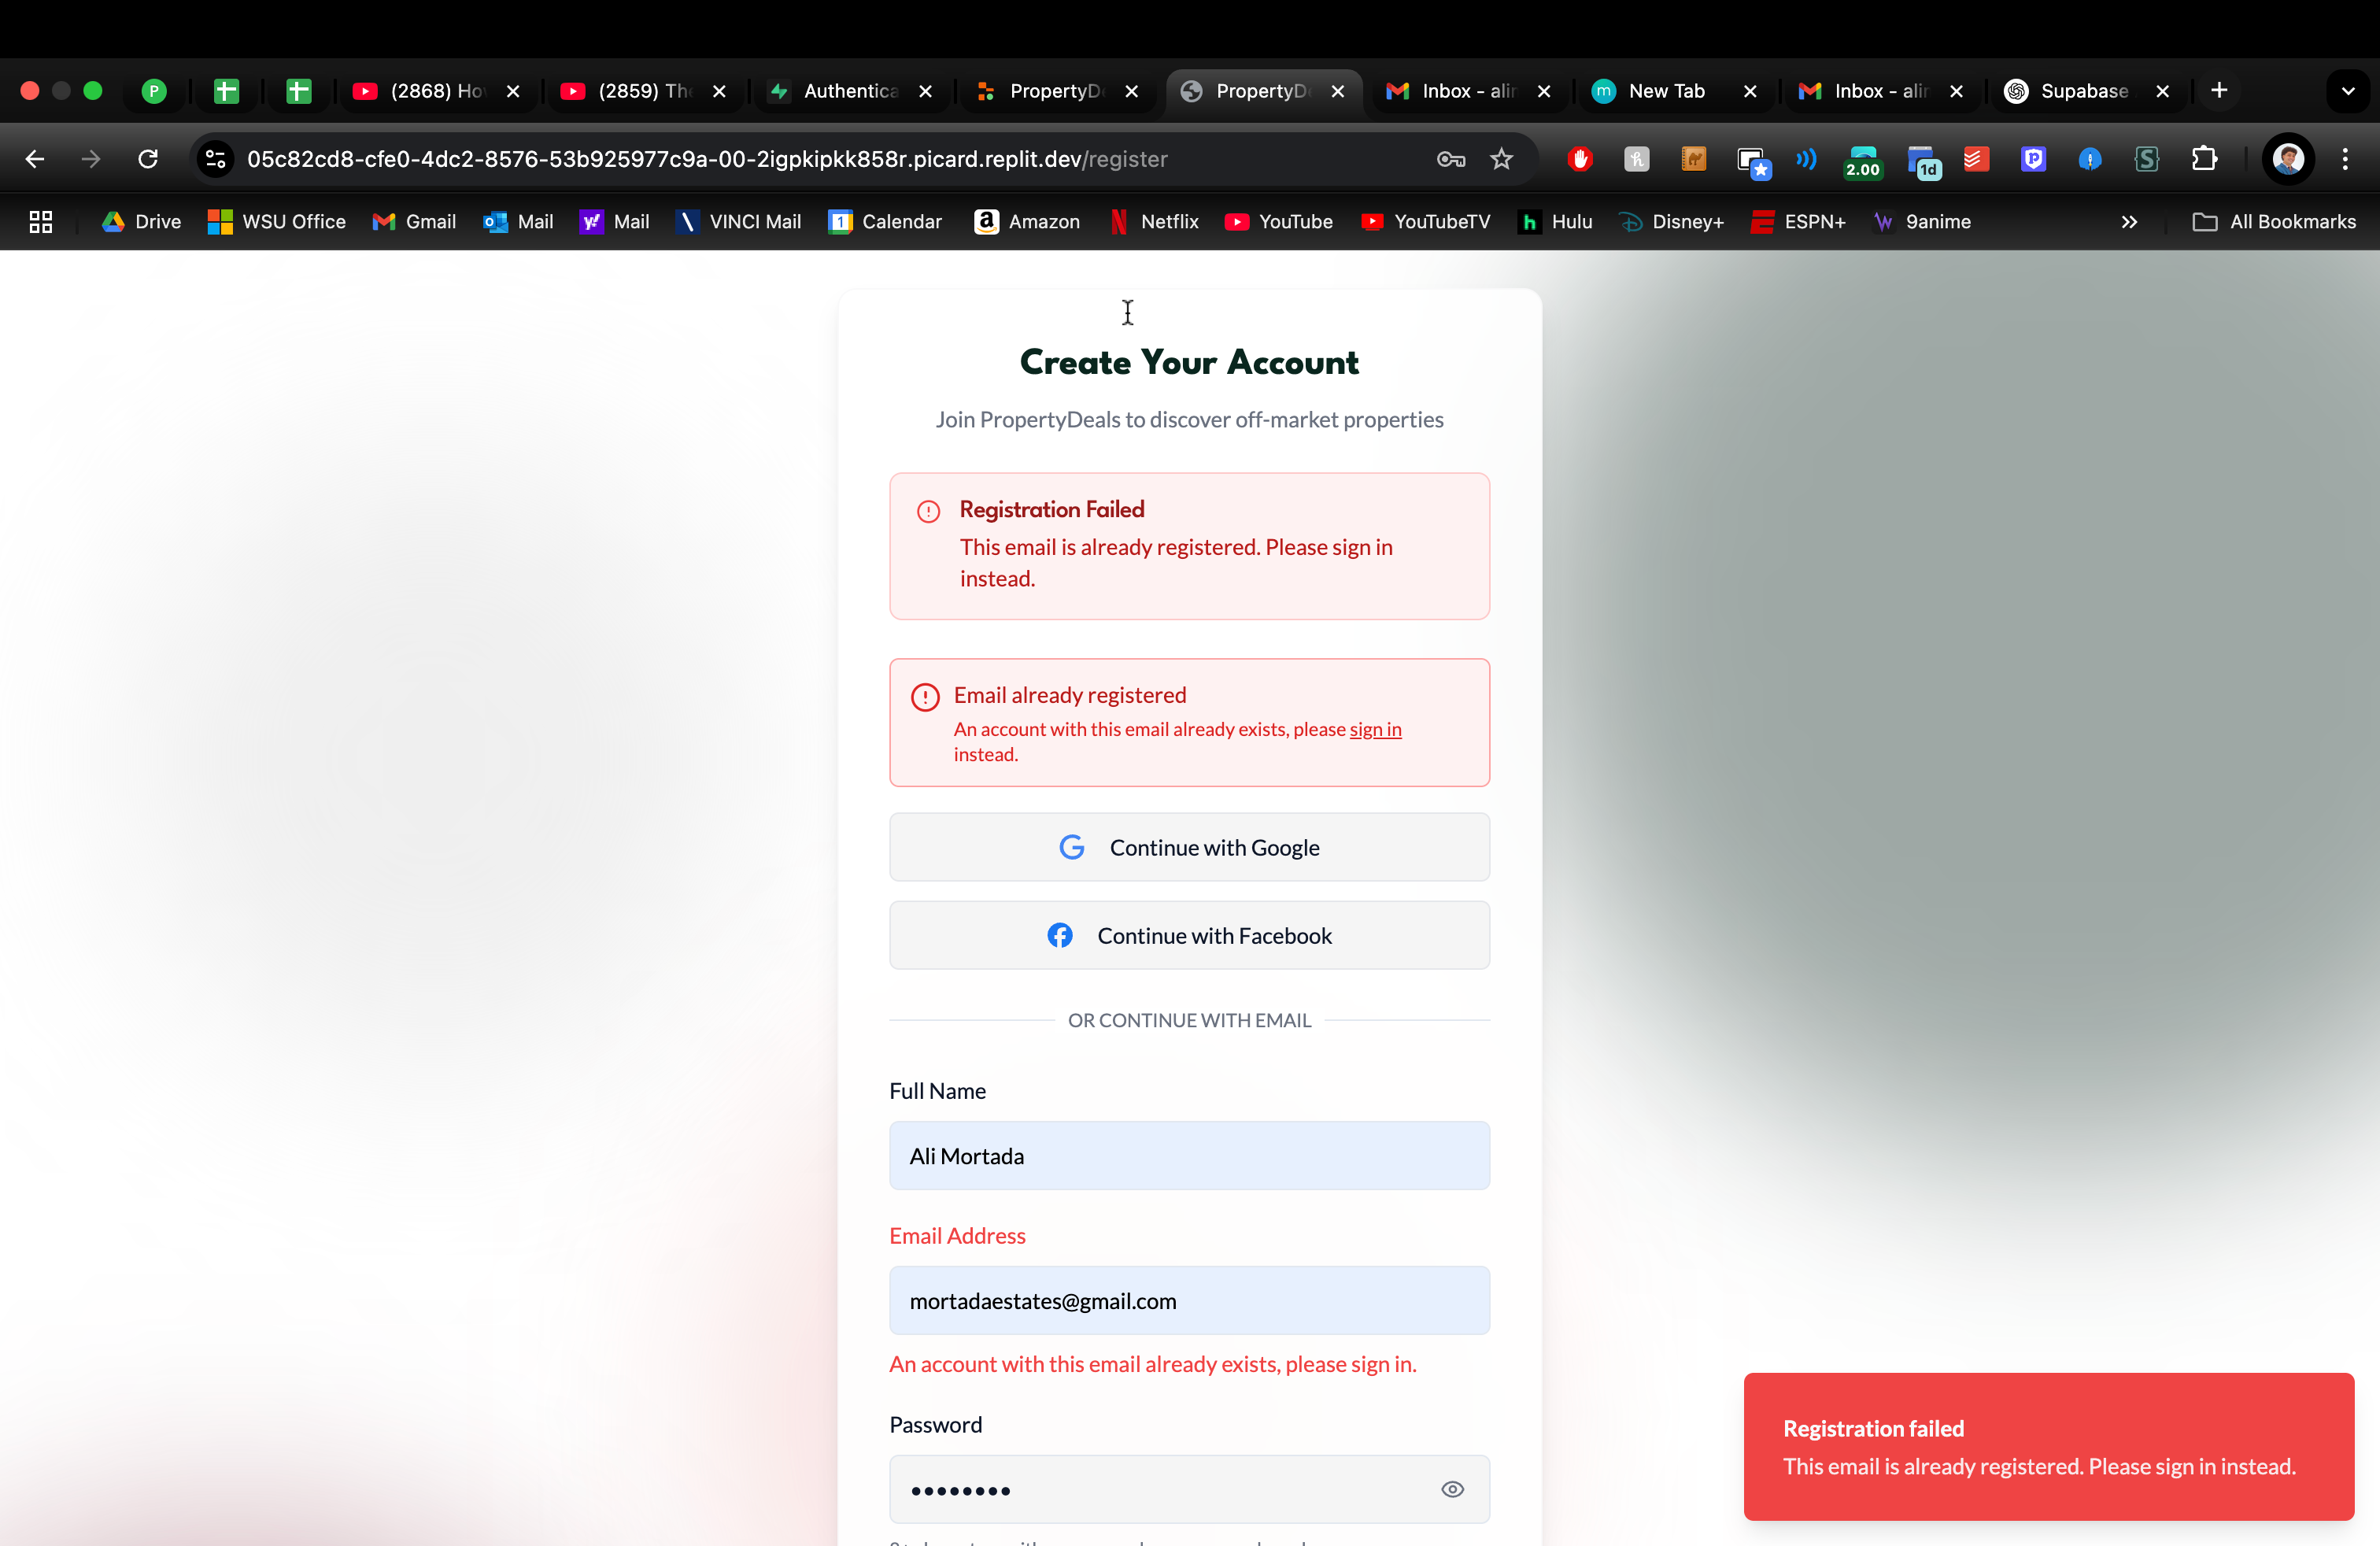 P
(2868) Ho
(2859) The
Authentica
PropertyD
PropertyDe
Inbox - alin
m
New Tab
Inbox - alin
Supabase
05c82cd8-cfe0-4dc2-8576-53b925977c9a-00-2igpkipkk858r.picard.replit.dev/register
2.00
1d
Drive
WSU Office
Gmail
Mail
Mail
VINCI Mail
Calendar
Amazon
Netflix
YouTube
YouTubeTV
Hulu
Disney+
ESPN+
9anime
All Bookmarks
Create Your Account
Join PropertyDeals to discover off-market properties
Registration Failed
This email is already registered. Please sign in
instead.
Email already registered
An account with this email already exists, please sign in
instead.
Continue with Google
Continue with Facebook
OR CONTINUE WITH EMAIL
Full Name
Ali Mortada
Email Address
mortadaestates@gmail.com
An account with this email already exists, please sign in.
Password
Registration failed
This email is already registered. Please sign in instead.